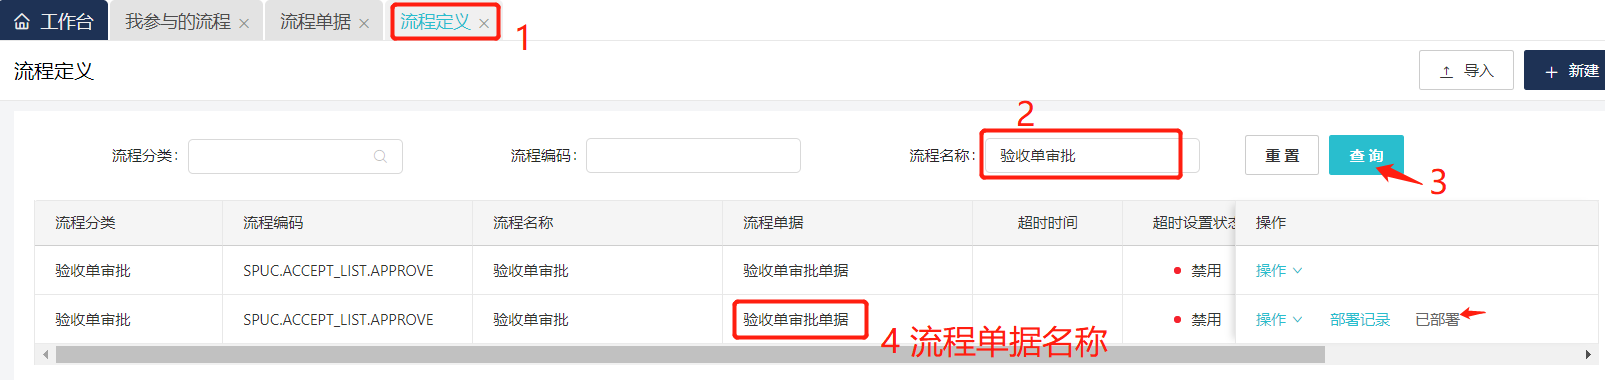 工作台 我参与的流程 × 流程单据 × 流程定义 × 1
流程定义 导入 + 新建
2
流程分类: 流程编码: 流程名称: 验收单审批 重置 查询 3
流程分类 流程编码 流程名称 流程单据 超时时间 超时设置状态 操作
验收单审批 SPUC.ACCEPT_LIST.APPROVE 验收单审批 验收单审批单据 禁用 操作
验收单审批 SPUC.ACCEPT_LIST.APPROVE 验收单审批 验收单审批单据 禁用 操作 部署记录 已部署
4 流程单据名称